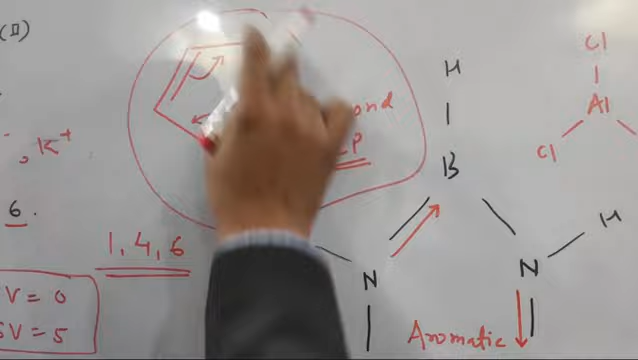 (II)
, K+
6.
1, 4, 6
V = 0
SV = 5
H
B
N
N
H
Aromatic
Cl
Al
Cl